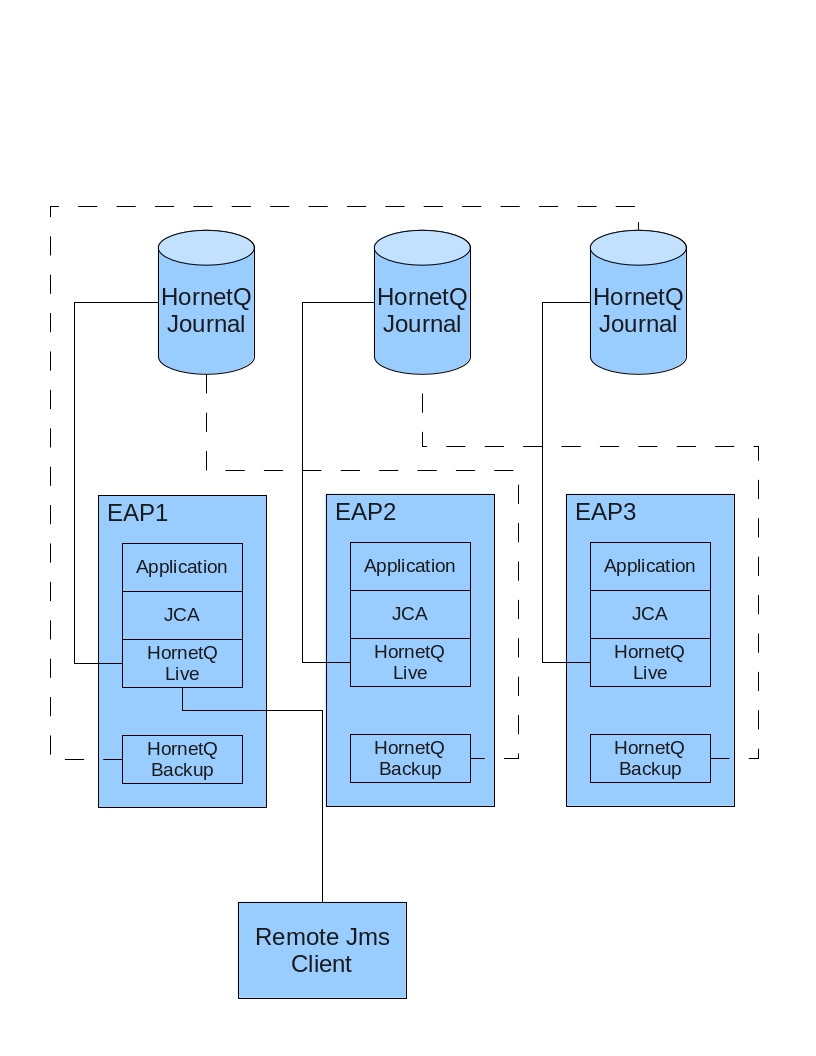 HornetQ
Journal
HornetQ
Journal
HornetQ
Journal
EAP1
Application
JCA
HornetQ
Live
HornetQ
Backup
EAP2
Application
JCA
HornetQ
Live
HornetQ
Backup
EAP3
Application
JCA
HornetQ
Live
HornetQ
Backup
Remote Jms
Client